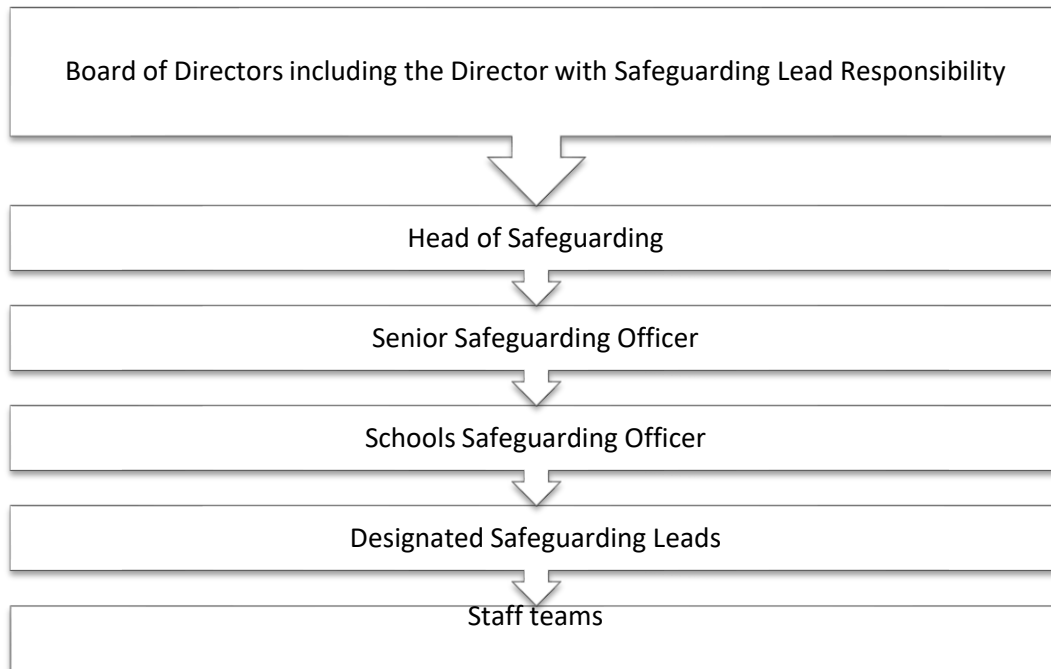 Board of Directors including the Director with Safeguarding Lead Responsibility
Head of Safeguarding
Senior Safeguarding Officer
Schools Safeguarding Officer
Designated Safeguarding Leads
Staff teams